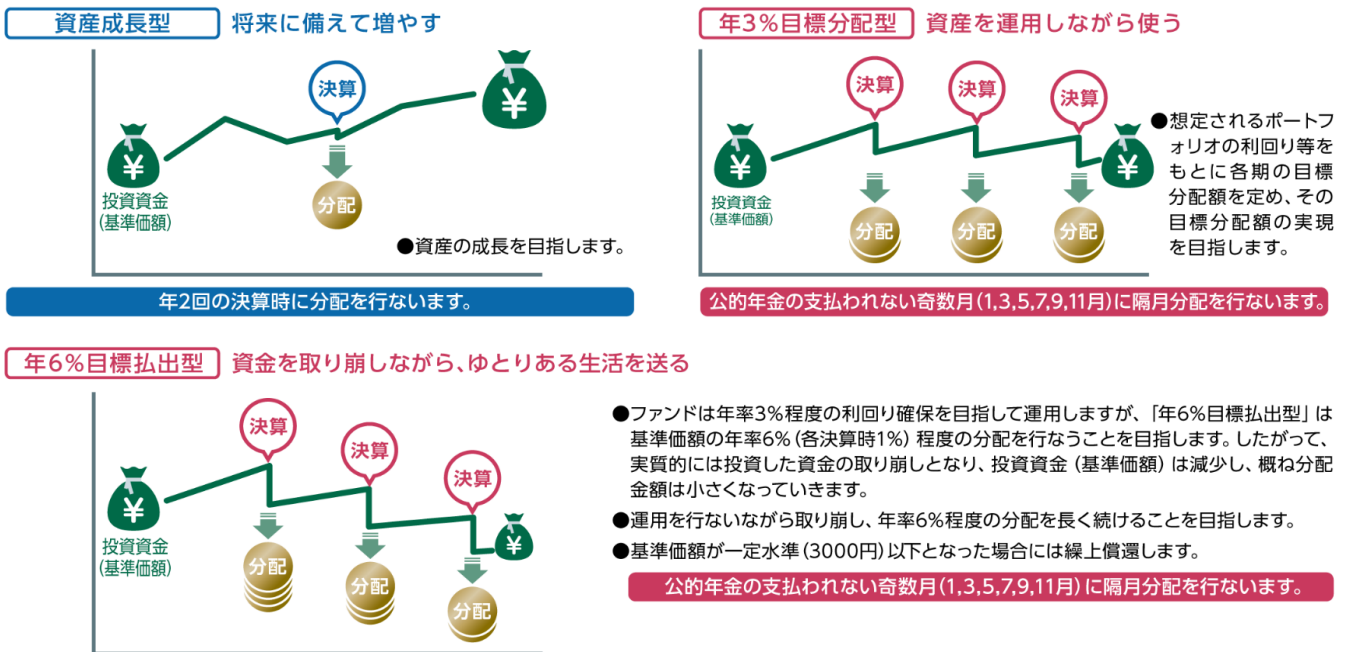 資産成長型 将来に備えて増やす
決算
¥
¥
投資資金
(基準価額)
分配
●資産の成長を目指します。
年2回の決算時に分配を行ないます。
年3%目標分配型 資産を運用しながら使う
決算 決算 決算
¥
¥
投資資金
(基準価額)
分配 分配 分配
●想定されるポートフ
ォリオの利回り等を
もとに各期の目標
分配額を定め、その
目標分配額の実現
を目指します。
公的年金の支払われない奇数月(1,3,5,7,9,11月)に隔月分配を行ないます。
年6%目標払出型 資金を取り崩しながら、ゆとりある生活を送る
決算
決算
決算
¥
¥
投資資金
(基準価額)
分配
分配
分配
●ファンドは年率3%程度の利回り確保を目指して運用しますが、「年6%目標払出型」は
基準価額の年率6%(各決算時1%)程度の分配を行なうことを目指します。したがって、
実質的には投資した資金の取り崩しとなり、投資資金(基準価額)は減少し、概ね分配
金額は小さくなっていきます。
●運用を行ないながら取り崩し、年率6%程度の分配を長く続けることを目指します。
●基準価額が一定水準(3000円)以下となった場合には繰上償還します。
公的年金の支払われない奇数月(1,3,5,7,9,11月)に隔月分配を行ないます。